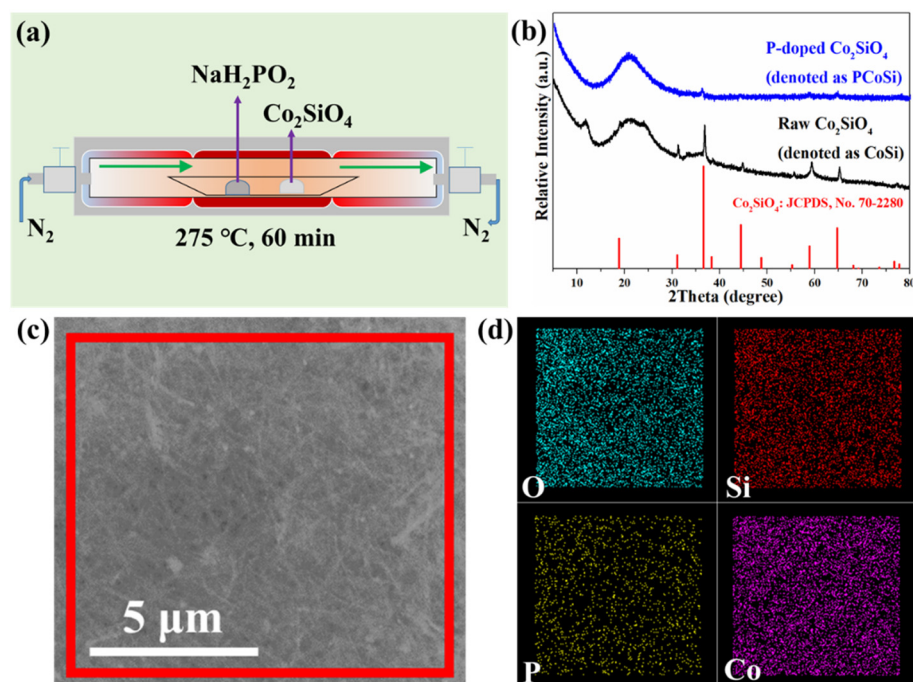 (a)
NaH₂PO₂
Co₂SiO₄
N₂
N₂
275 ℃, 60 min
(b)
Relative Intensity (a.u.)
P-doped Co₂SiO₄
(denoted as PCoSi)
Raw Co₂SiO₄
(denoted as CoSi)
Co₂SiO₄: JCPDS, No. 70-2280
10 20 30 40 50 60 70 80
2Theta (degree)
(c)
5 μm
(d)
O
Si
P
Co